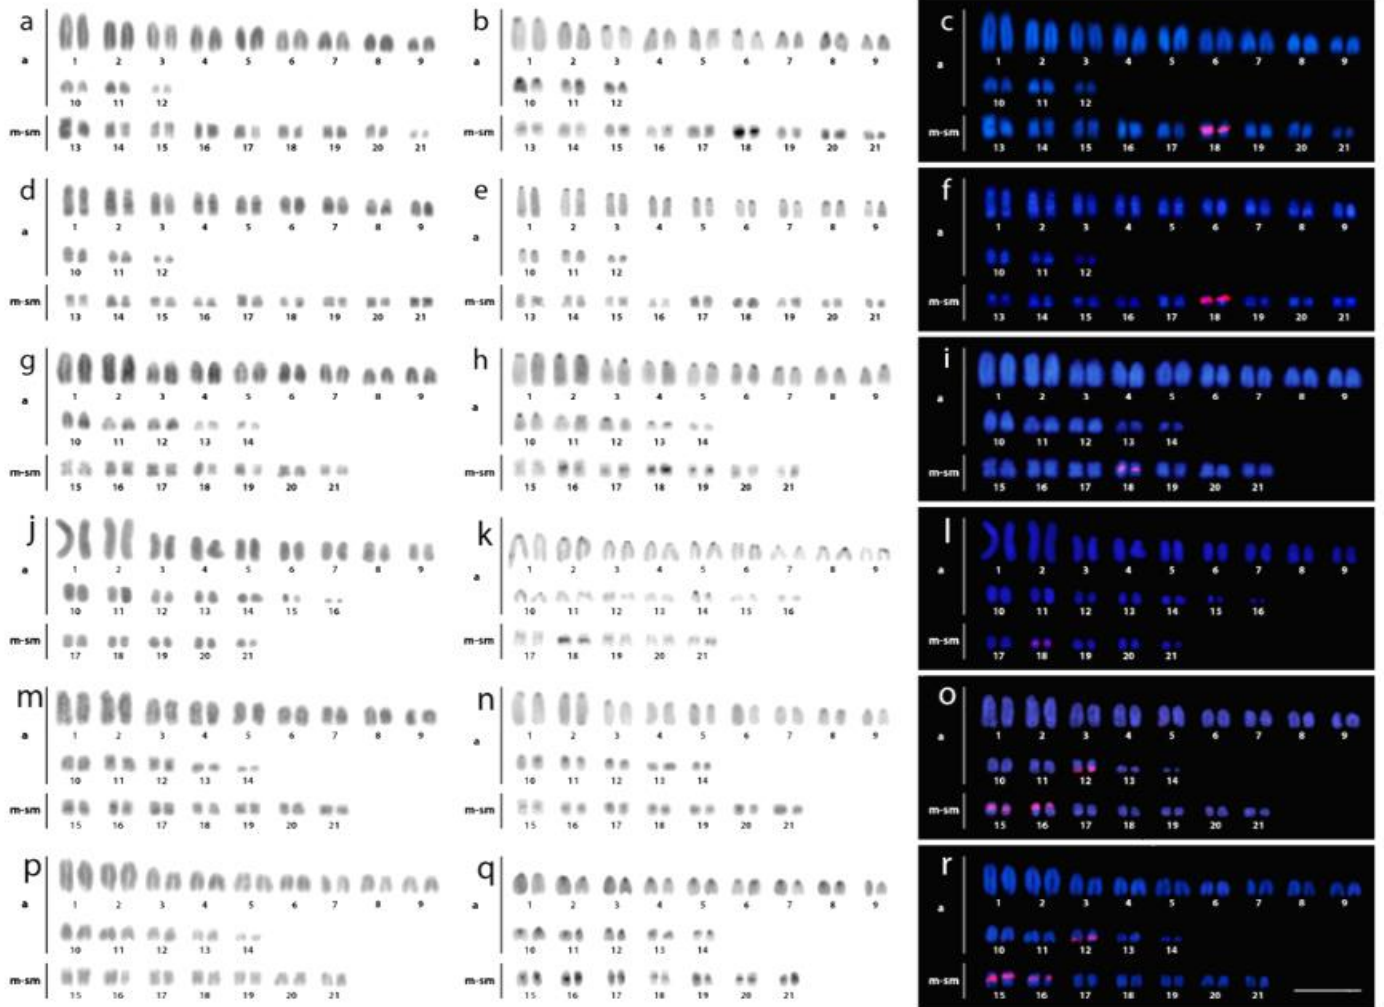 a b c
a a a
1 2 3 4 5 6 7 8 9 1 2 3 4 5 6 7 8 9 1 2 3 4 5 6 7 8 9
10 11 12 10 11 12 10 11 12
m-sm m-sm m-sm
13 14 15 16 17 18 19 20 21 13 14 15 16 17 18 19 20 21 13 14 15 16 17 18 19 20 21
d e f
1 2 3 4 5 6 7 8 9 1 2 3 4 5 6 7 8 9 1 2 3 4 5 6 7 8 9
a a a
10 11 12 10 11 12 10 11 12
m-sm m-sm m-sm
13 14 15 16 17 18 19 20 21 13 14 15 16 17 18 19 20 21 13 14 15 16 17 18 19 20 21
g h i
1 2 3 4 5 6 7 8 9 1 2 3 4 5 6 7 8 9 1 2 3 4 5 6 7 8 9
a a a
10 11 12 13 14 10 11 12 13 14 10 11 12 13 14
m-sm m-sm m-sm
15 16 17 18 19 20 21 15 16 17 18 19 20 21 15 16 17 18 19 20 21
j k l
1 2 3 4 5 6 7 8 9 1 2 3 4 5 6 7 8 9 1 2 3 4 5 6 7 8 9
a a a
10 11 12 13 14 15 16 10 11 12 13 14 15 16 10 11 12 13 14 15 16
m-sm m-sm m-sm
17 18 19 20 21 17 18 19 20 21 17 18 19 20 21
m n o
1 2 3 4 5 6 7 8 9 1 2 3 4 5 6 7 8 9 1 2 3 4 5 6 7 8 9
a a a
10 11 12 13 14 10 11 12 13 14 10 11 12 13 14
m-sm m-sm m-sm
15 16 17 18 19 20 21 15 16 17 18 19 20 21 15 16 17 18 19 20 21
p q r
a a a
1 2 3 4 5 6 7 8 9 1 2 3 4 5 6 7 8 9 1 2 3 4 5 6 7 8 9
10 11 12 13 14 10 11 12 13 14 10 11 12 13 14
m-sm m-sm m-sm
15 16 17 18 19 20 21 15 16 17 18 19 20 21 15 16 17 18 19 20 21